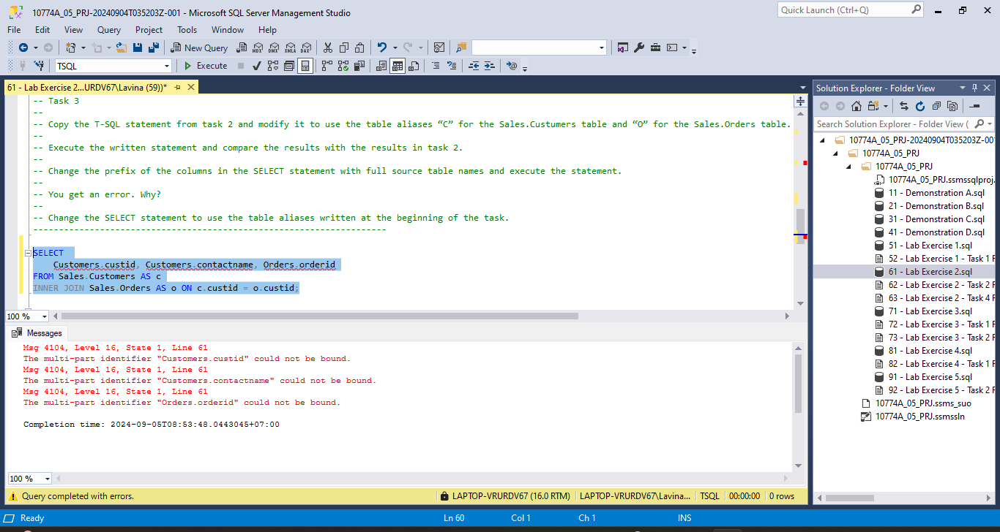 10774A_05_PRJ-20240904T035203Z-001 - Microsoft SQL Server Management Studio
Quick Launch (Ctrl+Q)
File Edit View Query Project Tools Window Help
New Query MDX DMX XMLA DAX
TSQL Execute
61 - Lab Exercise 2...URDV67\Lavina (59))*
-- Task 3
--
-- Copy the T-SQL statement from task 2 and modify it to use the table aliases “C” for the Sales.Custumers table and “O” for the Sales.Orders table.
--
-- Execute the written statement and compare the results with the results in task 2.
--
-- Change the prefix of the columns in the SELECT statement with full source table names and execute the statement.
--
-- You get an error. Why?
--
-- Change the SELECT statement to use the table aliases written at the beginning of the task.
---------------------------------------------------------------------
SELECT
Customers.custid, Customers.contactname, Orders.orderid
FROM Sales.Customers AS c
INNER JOIN Sales.Orders AS o ON c.custid = o.custid;
100 %
Messages
Msg 4104, Level 16, State 1, Line 61
The multi-part identifier "Customers.custid" could not be bound.
Msg 4104, Level 16, State 1, Line 61
The multi-part identifier "Customers.contactname" could not be bound.
Msg 4104, Level 16, State 1, Line 61
The multi-part identifier "Orders.orderid" could not be bound.
Completion time: 2024-09-05T08:53:48.0443045+07:00
100 %
Query completed with errors. LAPTOP-VRURDV67 (16.0 RTM) LAPTOP-VRURDV67\Lavina... TSQL 00:00:00 0 rows
Solution Explorer - Folder View
Search Solution Explorer - Folder View (
10774A_05_PRJ-20240904T035203Z-001
10774A_05_PRJ
10774A_05_PRJ
10774A_05_PRJ.ssmssqlproj.
11 - Demonstration A.sql
21 - Demonstration B.sql
31 - Demonstration C.sql
41 - Demonstration D.sql
51 - Lab Exercise 1.sql
52 - Lab Exercise 1 - Task 1 F
61 - Lab Exercise 2.sql
62 - Lab Exercise 2 - Task 2 F
63 - Lab Exercise 2 - Task 4 F
71 - Lab Exercise 3.sql
72 - Lab Exercise 3 - Task 1 F
73 - Lab Exercise 3 - Task 2 F
81 - Lab Exercise 4.sql
82 - Lab Exercise 4 - Task 1 F
91 - Lab Exercise 5.sql
92 - Lab Exercise 5 - Task 2 F
10774A_05_PRJ.ssms_suo
10774A_05_PRJ.ssmssln
Ready Ln 60 Col 1 Ch 1 INS